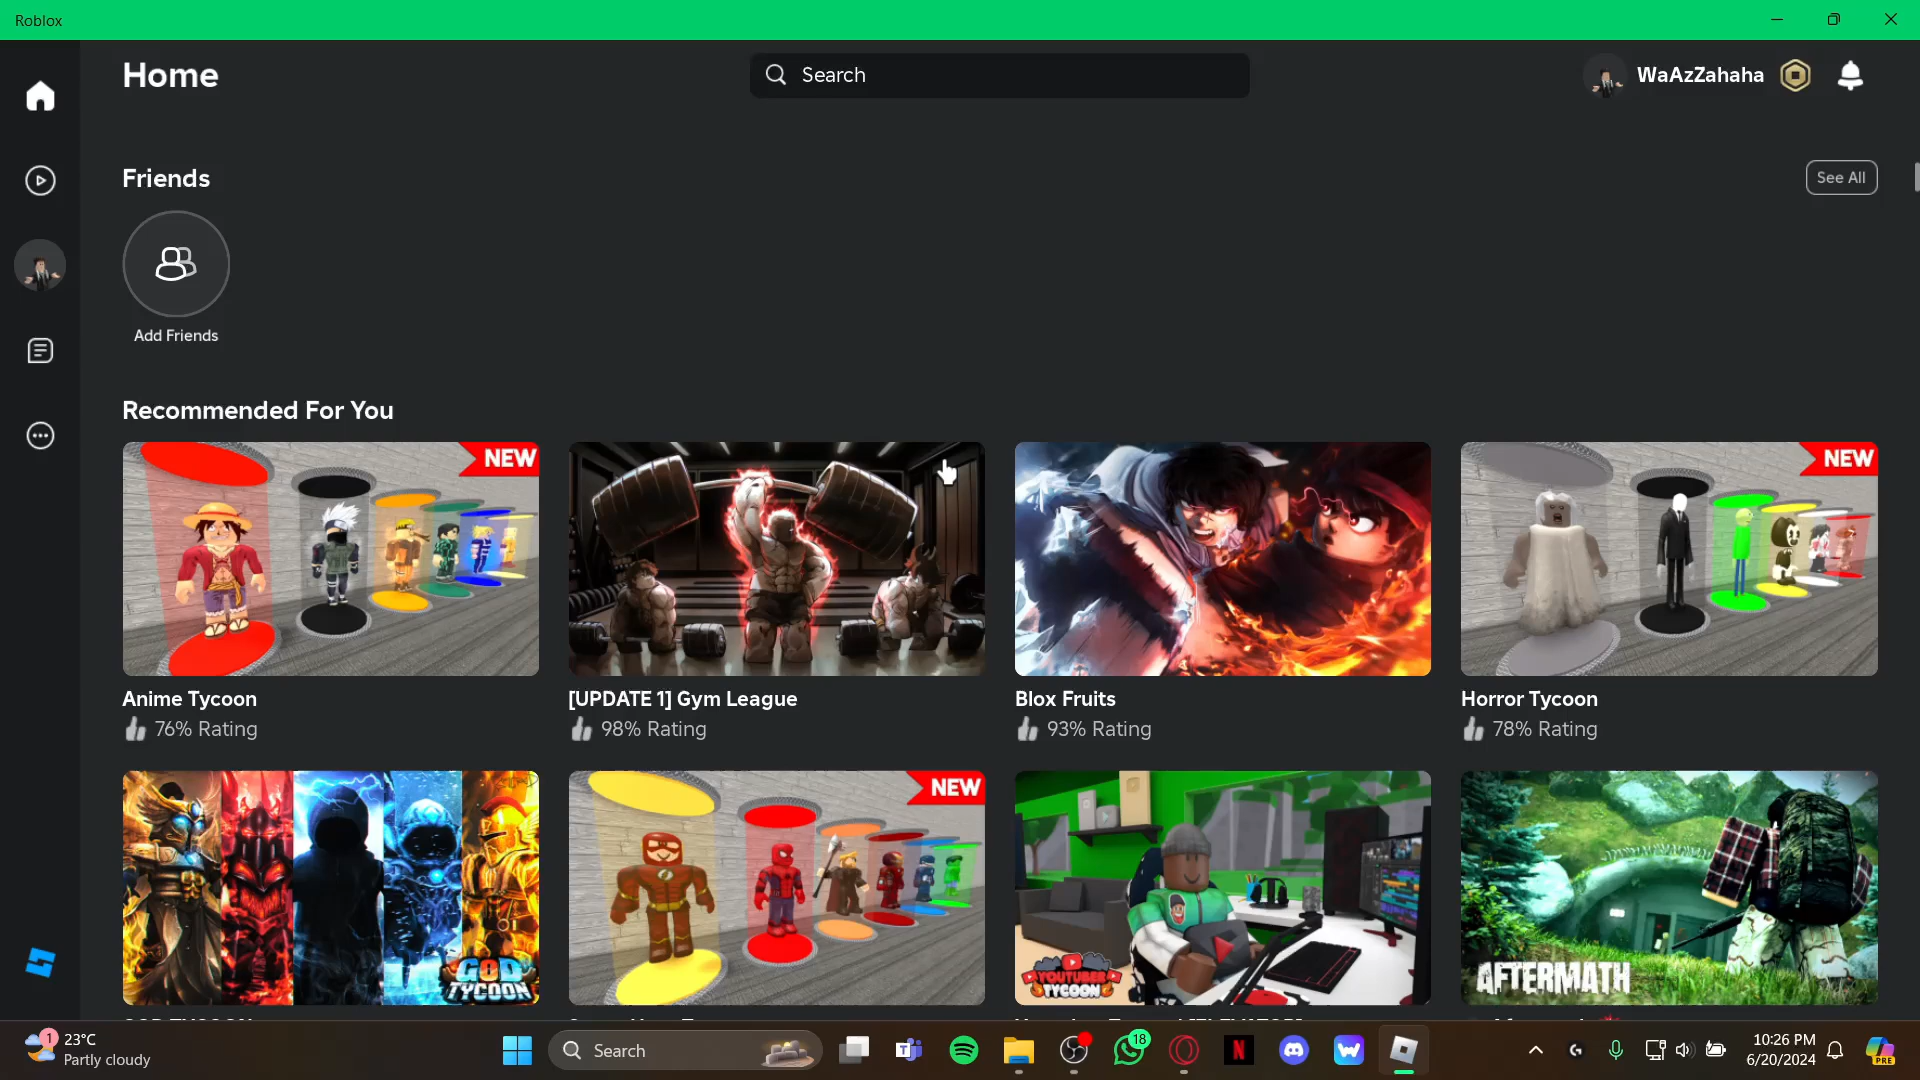 Roblox
Home
Search
WaAzZahaha
Friends
See All
Add Friends
Recommended For You
NEW
NEW
Anime Tycoon
[UPDATE 1] Gym League
Blox Fruits
Horror Tycoon
76% Rating
98% Rating
93% Rating
78% Rating
NEW
GOD TYCOON
YOUTUBER TYCOON
AFTERMATH
1
23°C
Partly cloudy
Search
18
10:26 PM
6/20/2024
PRE